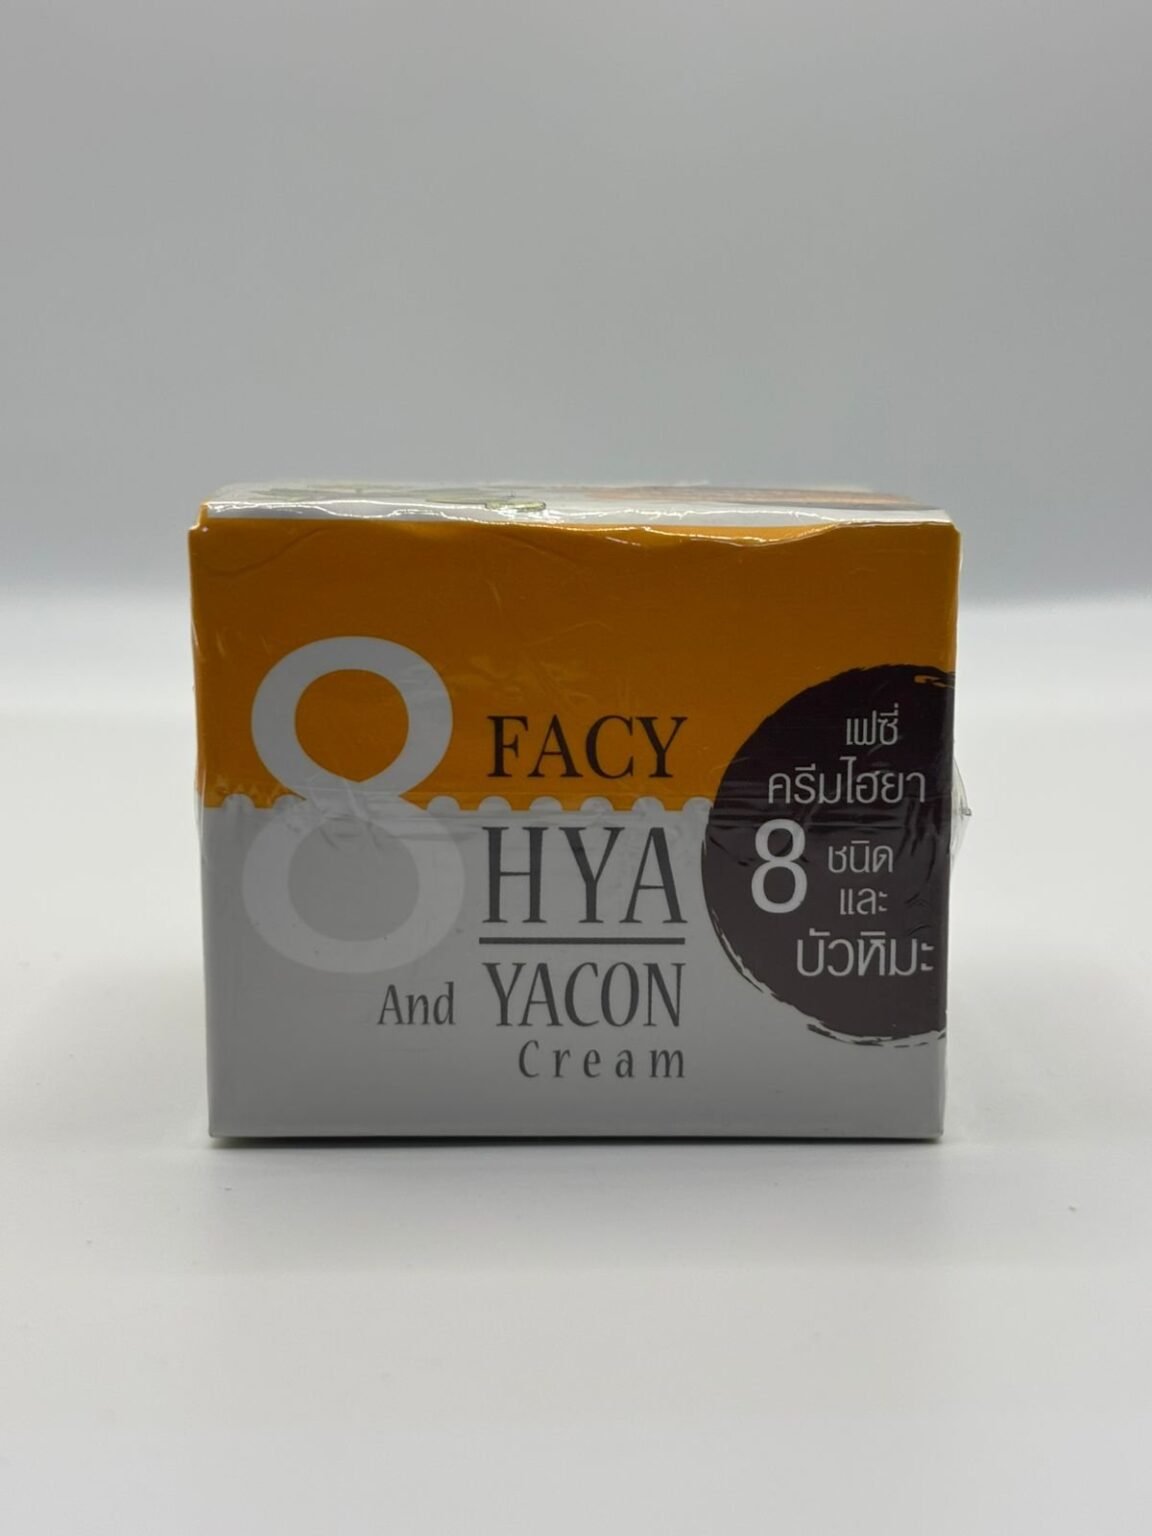 8
FACY
HYA
And YACON
Cream
เฟซี่
ครีมไฮยา
8 ชนิด
และ
บัวหิมะ